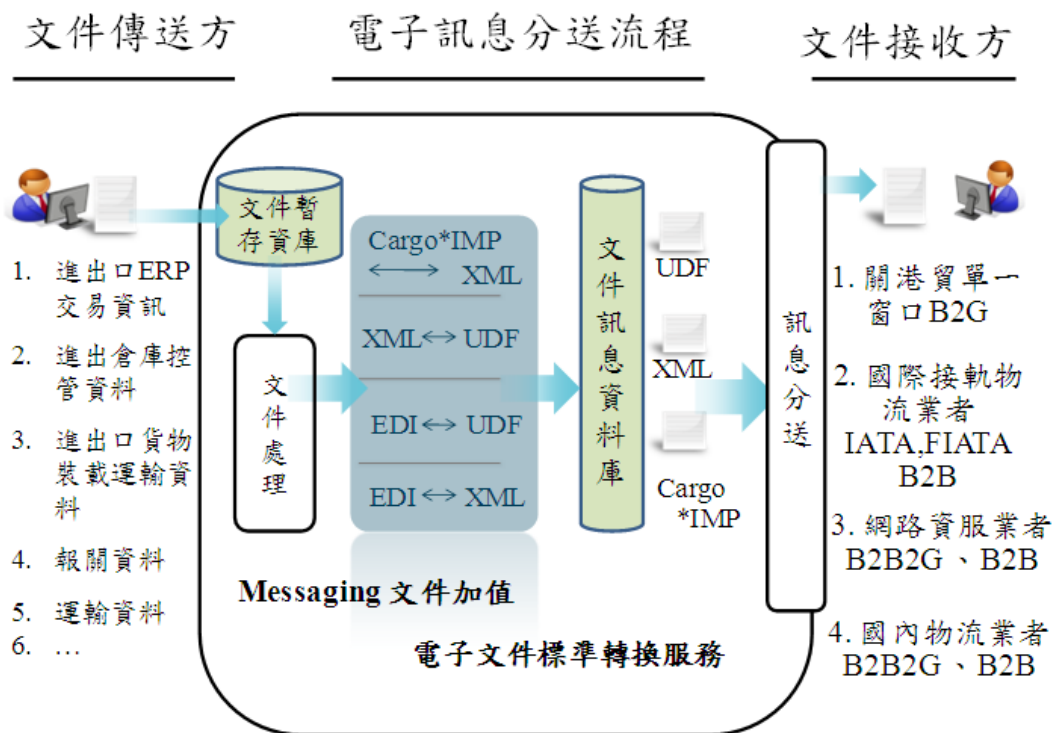 文件傳送方
電子訊息分送流程
文件接收方
1. 進出口ERP
交易資訊
2. 進出倉庫控
管資料
3. 進出口貨物
裝載運輸資
料
4. 報關資料
5. 運輸資料
6. …
文件暫
存資庫
文件處理
Cargo*IMP
↔ XML
XML↔UDF
EDI↔UDF
EDI↔XML
文件訊息資料庫
UDF
XML
Cargo
*IMP
訊息分送
Messaging 文件加值
電子文件標準轉換服務
1. 關港貿單一
窗口B2G
2. 國際接軌物
流業者
IATA,FIATA
B2B
3. 網路資服業者
B2B2G、B2B
4. 國內物流業者
B2B2G、B2B